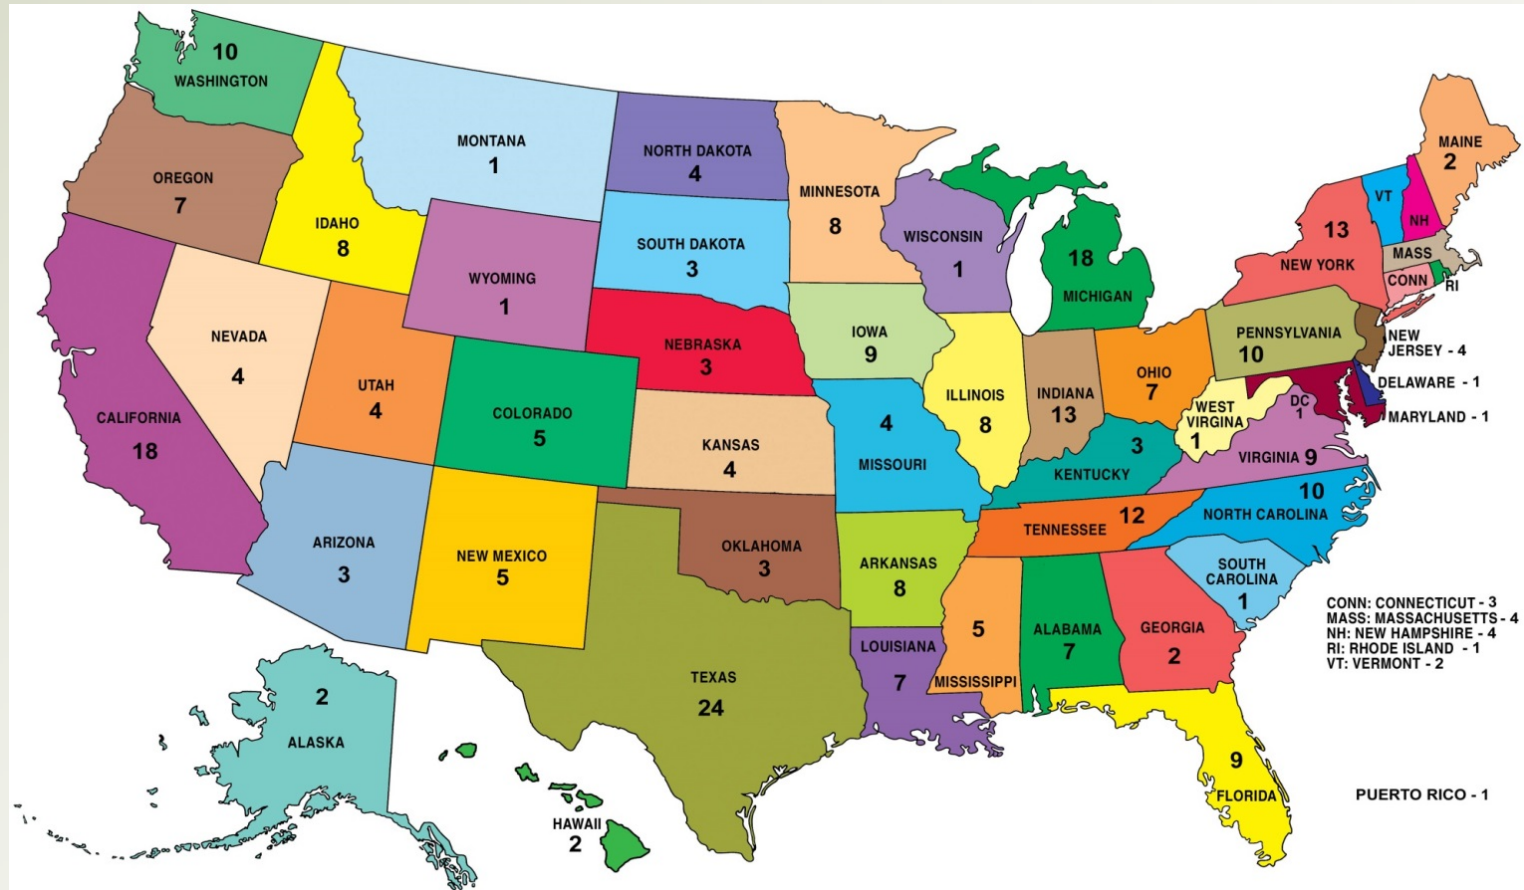 10
WASHINGTON
OREGON
7
CALIFORNIA
18
IDAHO
8
NEVADA
4
MONTANA
1
WYOMING
1
UTAH
4
ARIZONA
3
COLORADO
5
NEW MEXICO
5
NORTH DAKOTA
4
SOUTH DAKOTA
3
NEBRASKA
3
KANSAS
4
OKLAHOMA
3
TEXAS
24
MINNESOTA
8
IOWA
9
4
MISSOURI
ARKANSAS
8
LOUISIANA
7
WISCONSIN
1
ILLINOIS
8
18
MICHIGAN
INDIANA
13
OHIO
7
3
KENTUCKY
TENNESSEE 12
5
MISSISSIPPI
ALABAMA
7
GEORGIA
2
9
FLORIDA
SOUTH
CAROLINA
1
10
NORTH CAROLINA
VIRGINIA 9
WEST
VIRGINA
1
DC
1
PENNSYLVANIA
10
13
NEW YORK
VT
NH
MAINE
2
MASS
CONN
RI
NEW
JERSEY - 4
DELAWARE - 1
MARYLAND - 1
CONN: CONNECTICUT - 3
MASS: MASSACHUSETTS - 4
NH: NEW HAMPSHIRE - 4
RI: RHODE ISLAND - 1
VT: VERMONT - 2
PUERTO RICO - 1
2
ALASKA
HAWAII
2